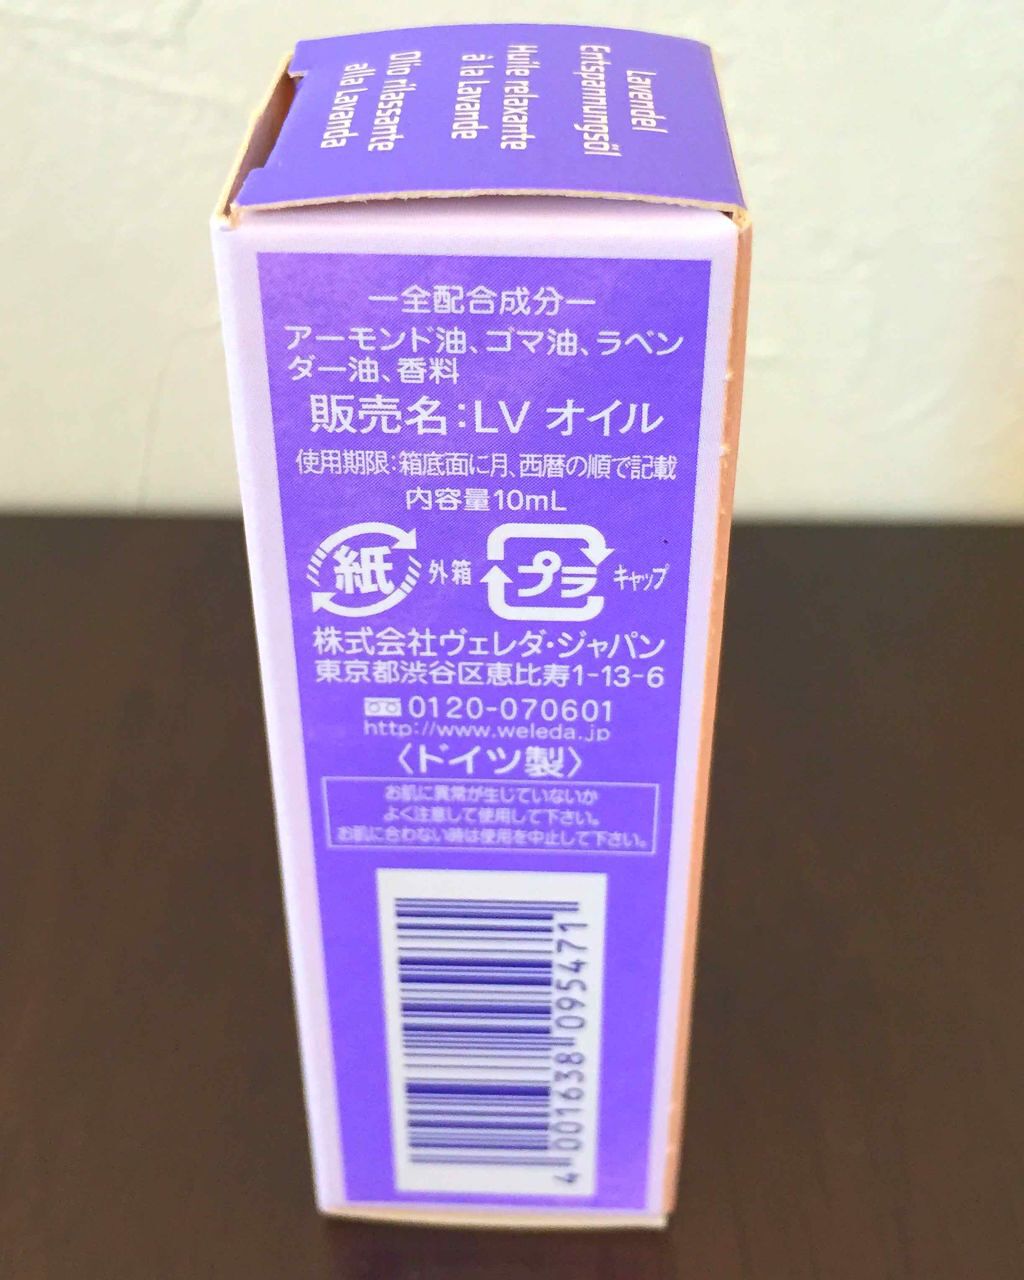 Lavendel
Entspannungsöl
Huile relaxante
à la Lavande
Olio rilassante
alla Lavanda
—全配合成分—
アーモンド油、ゴマ油、ラベン
ダー油、香料
販売名:LV オイル
使用期限:箱底面に月、西暦の順で記載
内容量10mL
紙 外箱 プラ キャップ
株式会社ヴェレダ・ジャパン
東京都渋谷区恵比寿1-13-6
0120-070601
http://www.weleda.jp
〈ドイツ製〉
お肌に異常が生じていないか
よく注意して使用して下さい。
お肌に合わない時は使用を中止して下さい。
4 001638 095471